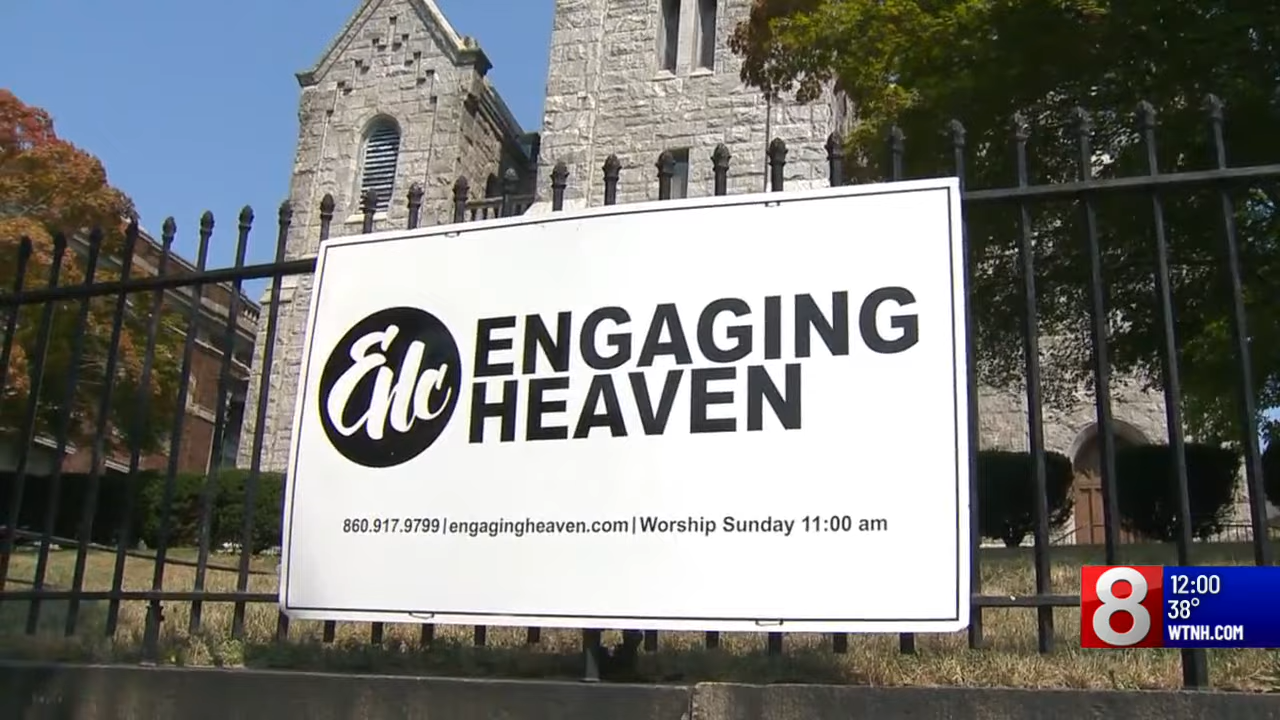 Ehc
ENGAGING
HEAVEN
860.917.9799|engagingheaven.com|Worship Sunday 11:00 am
8
12:00
38°
WTNH.COM